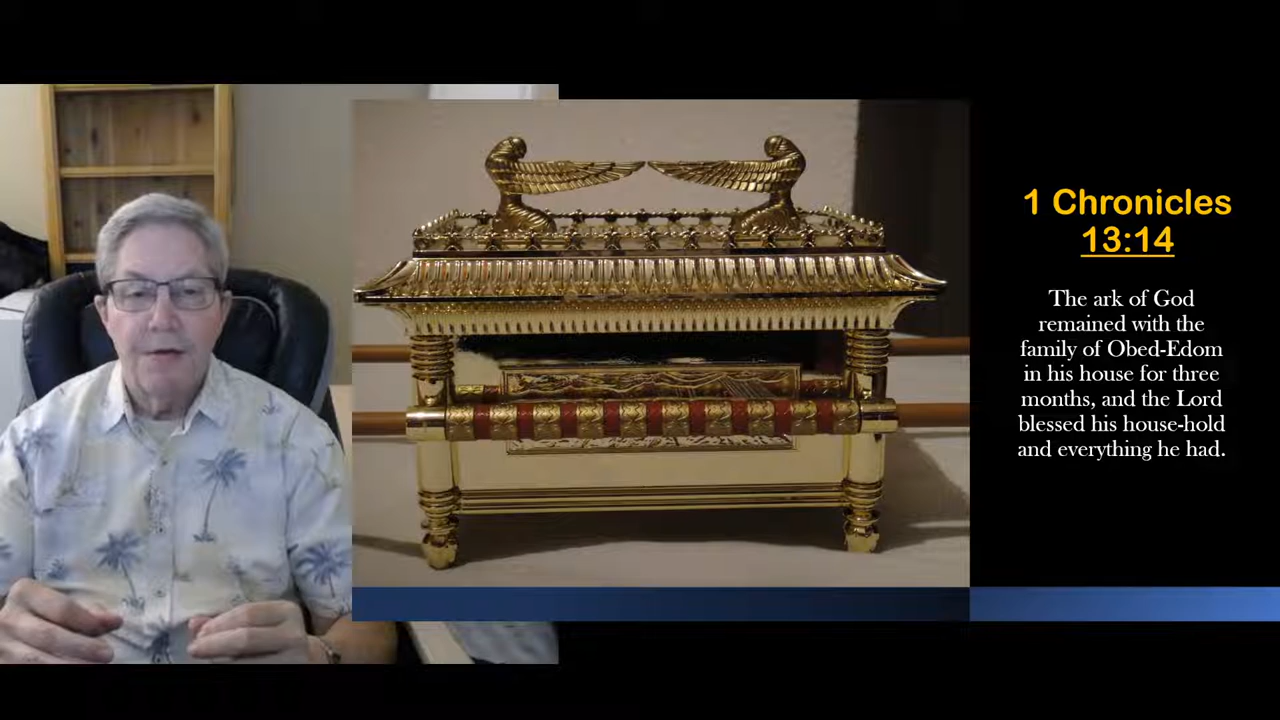 1 Chronicles
13:14
The ark of God
remained with the
family of Obed-Edom
in his house for three
months, and the Lord
blessed his house-hold
and everything he had.